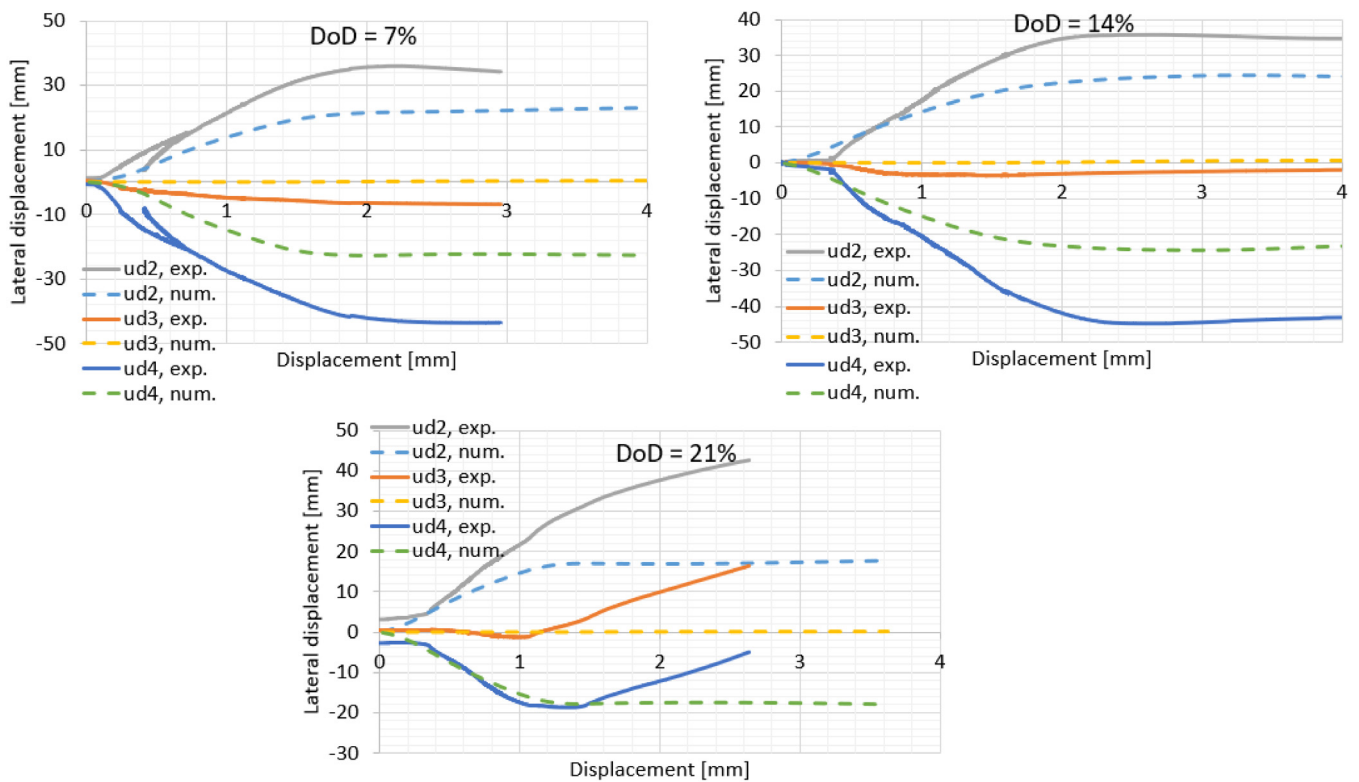 DoD = 7%
Lateral displacement [mm]
50
30
10
-10
-30
-50
0
1
2
3
4
Displacement [mm]
ud2, exp.
ud2, num.
ud3, exp.
ud3, num.
ud4, exp.
ud4, num.
DoD = 14%
Lateral displacement [mm]
40
30
20
10
0
-10
-20
-30
-40
-50
0
1
2
3
4
Displacement [mm]
ud2, exp.
ud2, num.
ud3, exp.
ud3, num.
ud4, exp.
ud4, num.
DoD = 21%
Lateral displacement [mm]
50
40
30
20
10
0
-10
-20
-30
0
1
2
3
4
Displacement [mm]
ud2, exp.
ud2, num.
ud3, exp.
ud3, num.
ud4, exp.
ud4, num.